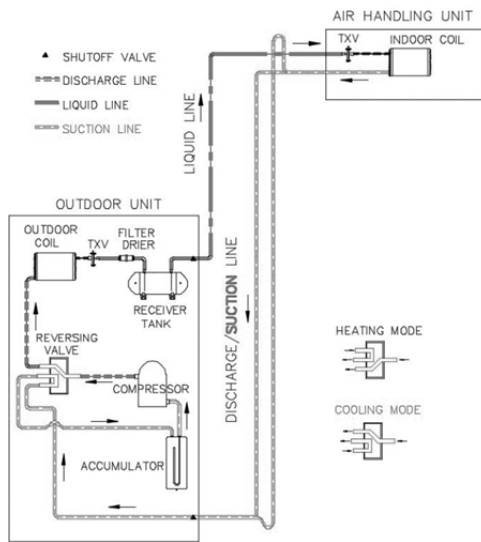 AIR HANDLING UNIT
TXV
INDOOR COIL
SHUTOFF VALVE
DISCHARGE LINE
LIQUID LINE
SUCTION LINE
LIQUID LINE
OUTDOOR UNIT
OUTDOOR
COIL
TXV
FILTER
DRIER
RECEIVER
TANK
DISCHARGE/SUCTION LINE
REVERSING
VALVE
COMPRESSOR
ACCUMULATOR
HEATING MODE
COOLING MODE